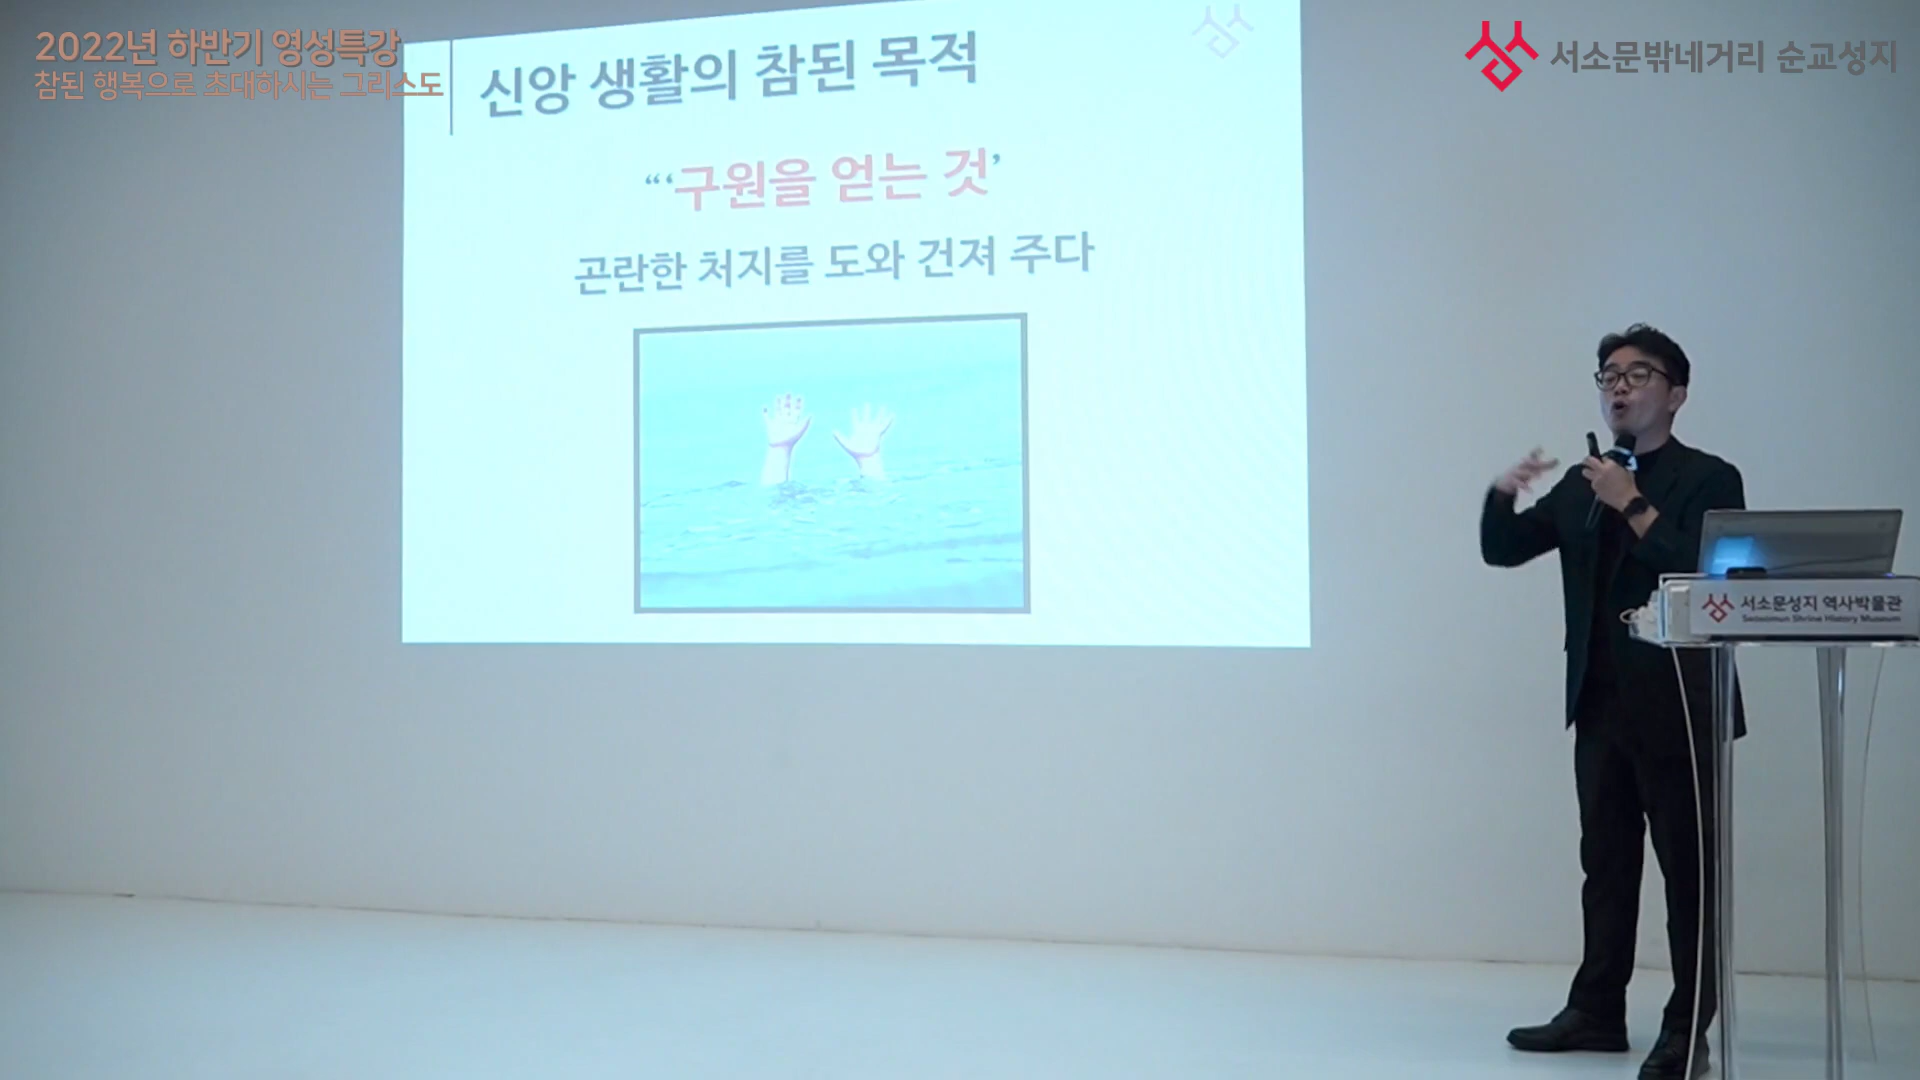 2022년 하반기 영성특강
참된 행복으로 초대하시는 그리스도
서소문밖네거리 순교성지
신앙 생활의 참된 목적
“‘구원을 얻는 것’
곤란한 처지를 도와 건져 주다
서소문성지 역사박물관
Seosomun Shrine History Museum